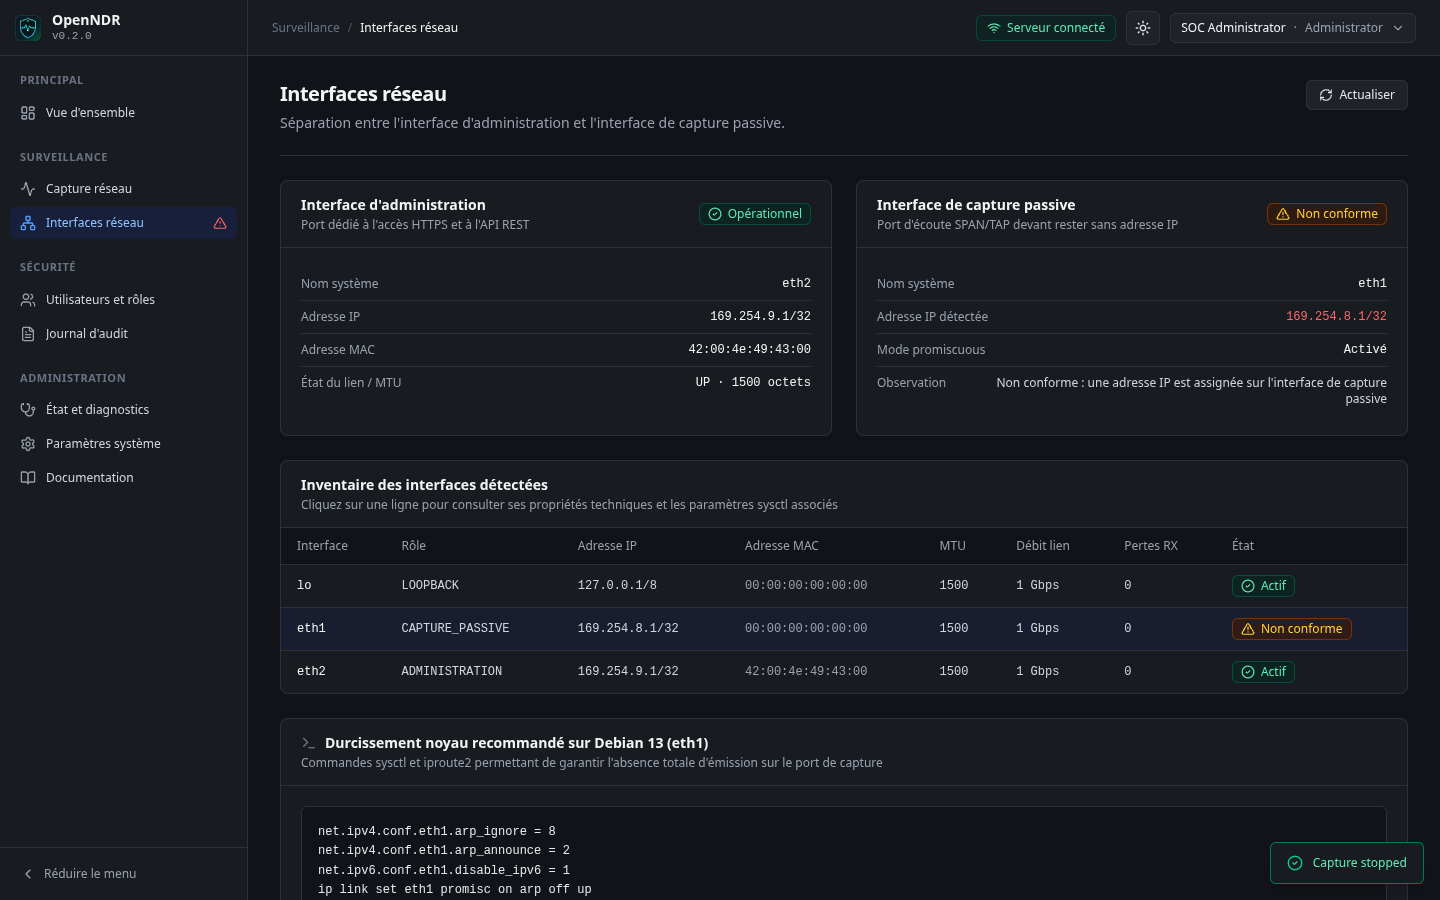 OpenNDR
v0.2.0
PRINCIPAL
Vue d'ensemble
SURVEILLANCE
Capture réseau
Interfaces réseau
SÉCURITÉ
Utilisateurs et rôles
Journal d'audit
ADMINISTRATION
État et diagnostics
Paramètres système
Documentation
Réduire le menu
Surveillance / Interfaces réseau
Serveur connecté
SOC Administrator · Administrator
Interfaces réseau
Séparation entre l'interface d'administration et l'interface de capture passive.
Actualiser
Interface d'administration
Port dédié à l'accès HTTPS et à l'API REST
Opérationnel
Nom système eth2
Adresse IP 169.254.9.1/32
Adresse MAC 42:00:4e:49:43:00
État du lien / MTU UP · 1500 octets
Interface de capture passive
Port d'écoute SPAN/TAP devant rester sans adresse IP
Non conforme
Nom système eth1
Adresse IP détectée 169.254.8.1/32
Mode promiscuous Activé
Observation Non conforme : une adresse IP est assignée sur l'interface de capture
passive
Inventaire des interfaces détectées
Cliquez sur une ligne pour consulter ses propriétés techniques et les paramètres sysctl associés
Interface Rôle Adresse IP Adresse MAC MTU Débit lien Pertes RX État
lo LOOPBACK 127.0.0.1/8 00:00:00:00:00:00 1500 1 Gbps 0 Actif
eth1 CAPTURE_PASSIVE 169.254.8.1/32 00:00:00:00:00:00 1500 1 Gbps 0 Non conforme
eth2 ADMINISTRATION 169.254.9.1/32 42:00:4e:49:43:00 1500 1 Gbps 0 Actif
Durcissement noyau recommandé sur Debian 13 (eth1)
Commandes sysctl et iproute2 permettant de garantir l'absence totale d'émission sur le port de capture
net.ipv4.conf.eth1.arp_ignore = 8
net.ipv4.conf.eth1.arp_announce = 2
net.ipv6.conf.eth1.disable_ipv6 = 1
ip link set eth1 promisc on arp off up
Capture stopped